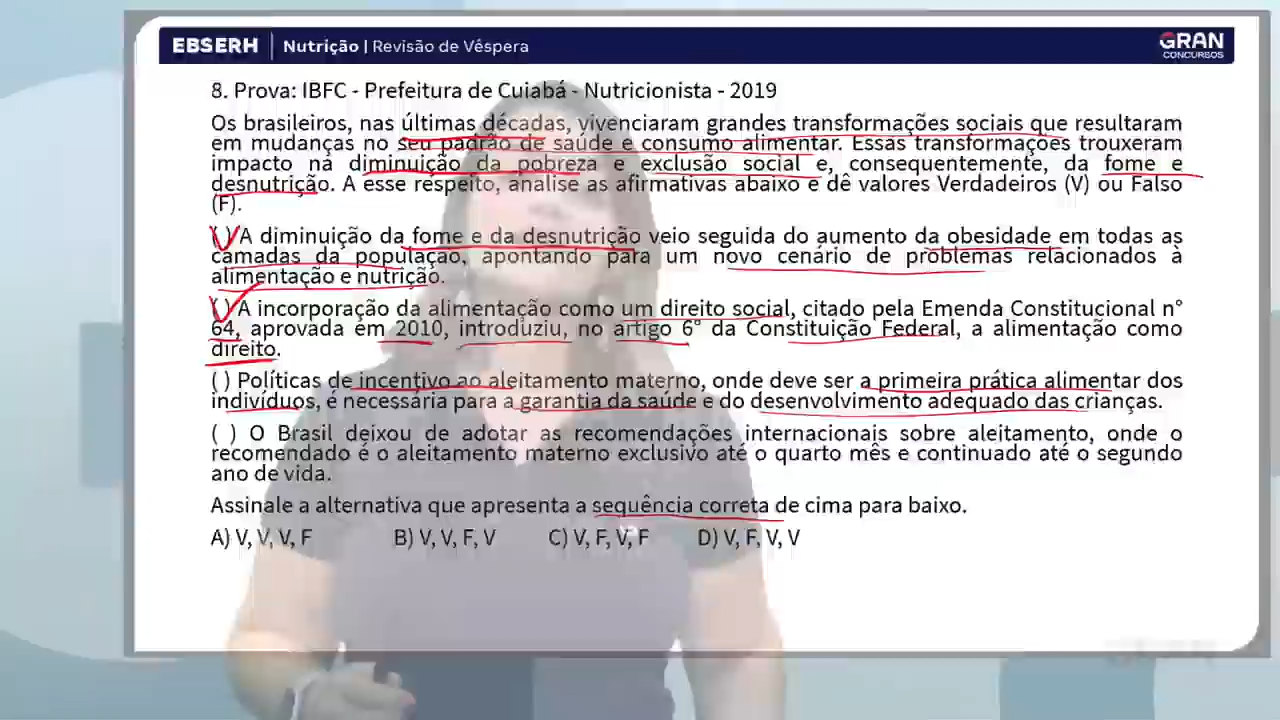 EBSERH | Nutrição | Revisão de Véspera
GRAN
CONCURSOS
8. Prova: IBFC - Prefeitura de Cuiabá - Nutricionista - 2019
Os brasileiros, nas últimas décadas, vivenciaram grandes transformações sociais que resultaram
em mudanças no seu padrão de saúde e consumo alimentar. Essas transformações trouxeram
impacto na diminuição da pobreza e exclusão social e, consequentemente, da fome e
desnutrição. A esse respeito, analise as afirmativas abaixo e dê valores Verdadeiros (V) ou Falso
(F).
( ) A diminuição da fome e da desnutrição veio seguida do aumento da obesidade em todas as
camadas da população, apontando para um novo cenário de problemas relacionados à
alimentação e nutrição.
( ) A incorporação da alimentação como um direito social, citado pela Emenda Constitucional n°
64, aprovada em 2010, introduziu, no artigo 6° da Constituição Federal, a alimentação como
direito.
( ) Políticas de incentivo ao aleitamento materno, onde deve ser a primeira prática alimentar dos
indivíduos, é necessária para a garantia da saúde e do desenvolvimento adequado das crianças.
( ) O Brasil deixou de adotar as recomendações internacionais sobre aleitamento, onde o
recomendado é o aleitamento materno exclusivo até o quarto mês e continuado até o segundo
ano de vida.
Assinale a alternativa que apresenta a sequência correta de cima para baixo.
A) V, V, V, F B) V, V, F, V C) V, F, V, F D) V, F, V, V